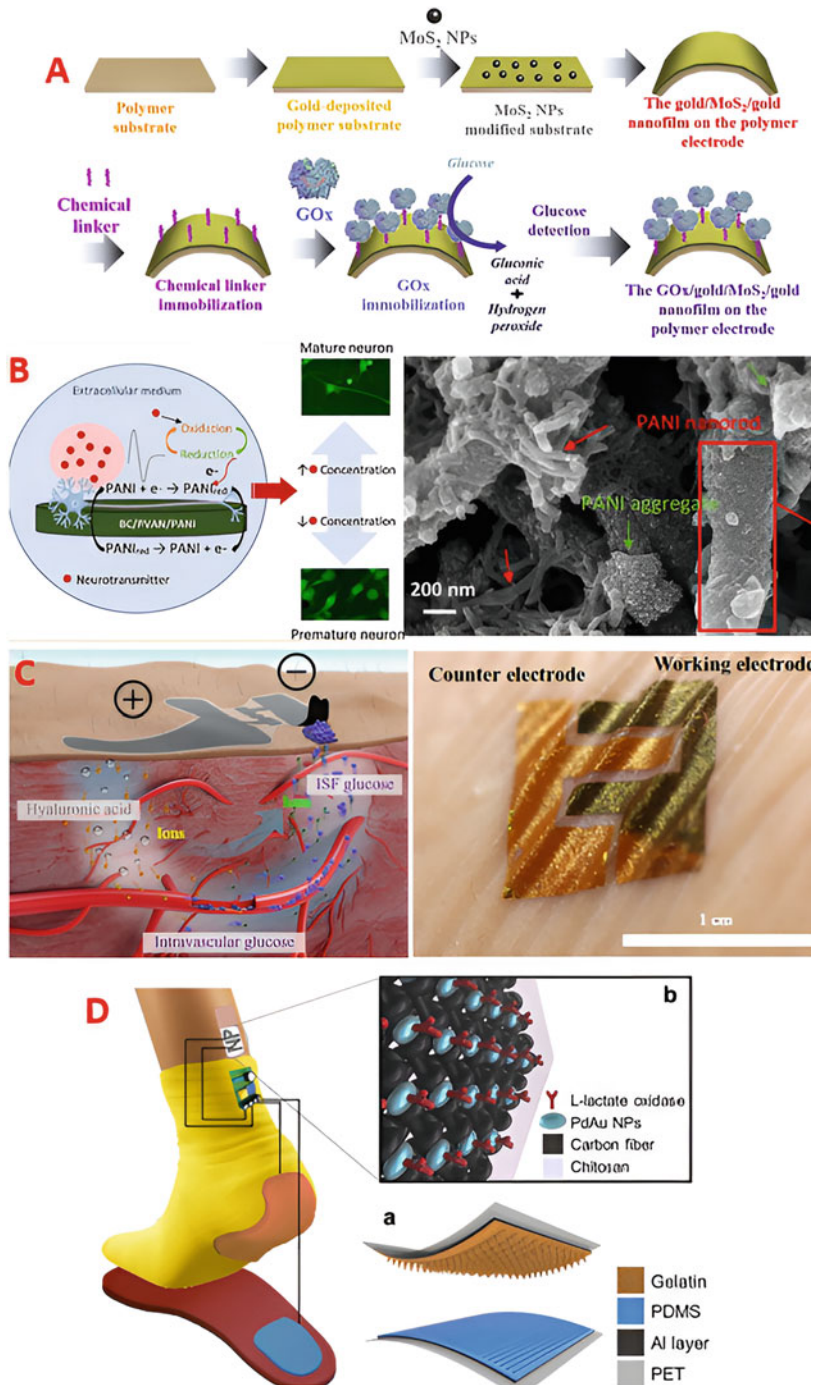 A
MoS2 NPs
Polymer
substrate
Gold-deposited
polymer substrate
MoS2 NPs
modified substrate
The gold/MoS2/gold
nanofilm on the polymer
electrode
Chemical
linker
Chemical linker
immobilization
GOx
GOx
immobilization
Glucose
Gluconic
acid
+
Hydrogen
peroxide
Glucose
detection
The GOx/gold/MoS2/gold
nanofilm on
the polymer electrode
B
Extracellular medium
Oxidation
Reduction
e-
PANI + e- → PANIred
BC/PVAN/PANI
PANIred → PANI + e-
Neurotransmitter
Mature neuron
↑ Concentration
↓ Concentration
Premature neuron
PANI nanorod
PANI aggregate
200 nm
C
+
−
Hyaluronic acid
Ions
Ions
ISF glucose
Intravascular glucose
Counter electrode
Working electrode
1 cm
D
NP
b
L-lactate oxidase
PdAu NPs
Carbon fiber
Chitosan
a
Gelatin
PDMS
Al layer
PET